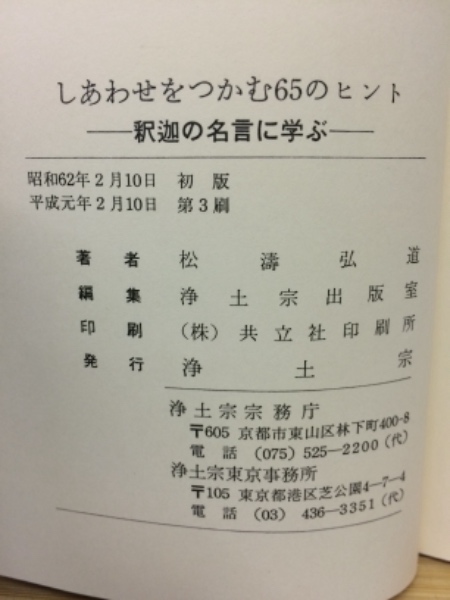 しあわせをつかむ65のヒント
――釈迦の名言に学ぶ――
昭和62年2月10日 初版
平成元年2月10日 第3刷
著者 松濤弘道
編集 浄土宗出版室
印刷 (株)共立社印刷所
発行 浄土宗
浄土宗宗務庁
〒605 京都市東山区林下町400-8
電話 (075) 525-2200(代)
浄土宗東京事務所
〒105 東京都港区芝公園4-7-4
電話 (03) 436-3351(代)